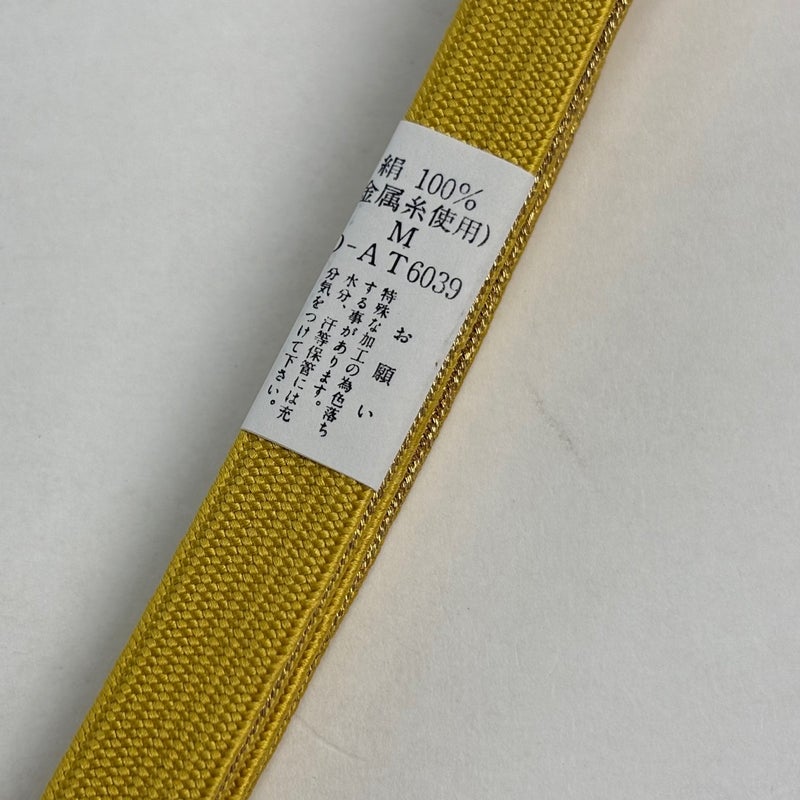 絹 100%
金属糸使用)
M
-AT6039
お願い
特殊な加工の為色落ち
する事があります。
水分、汗等保管には充
分気をつけて下さい。